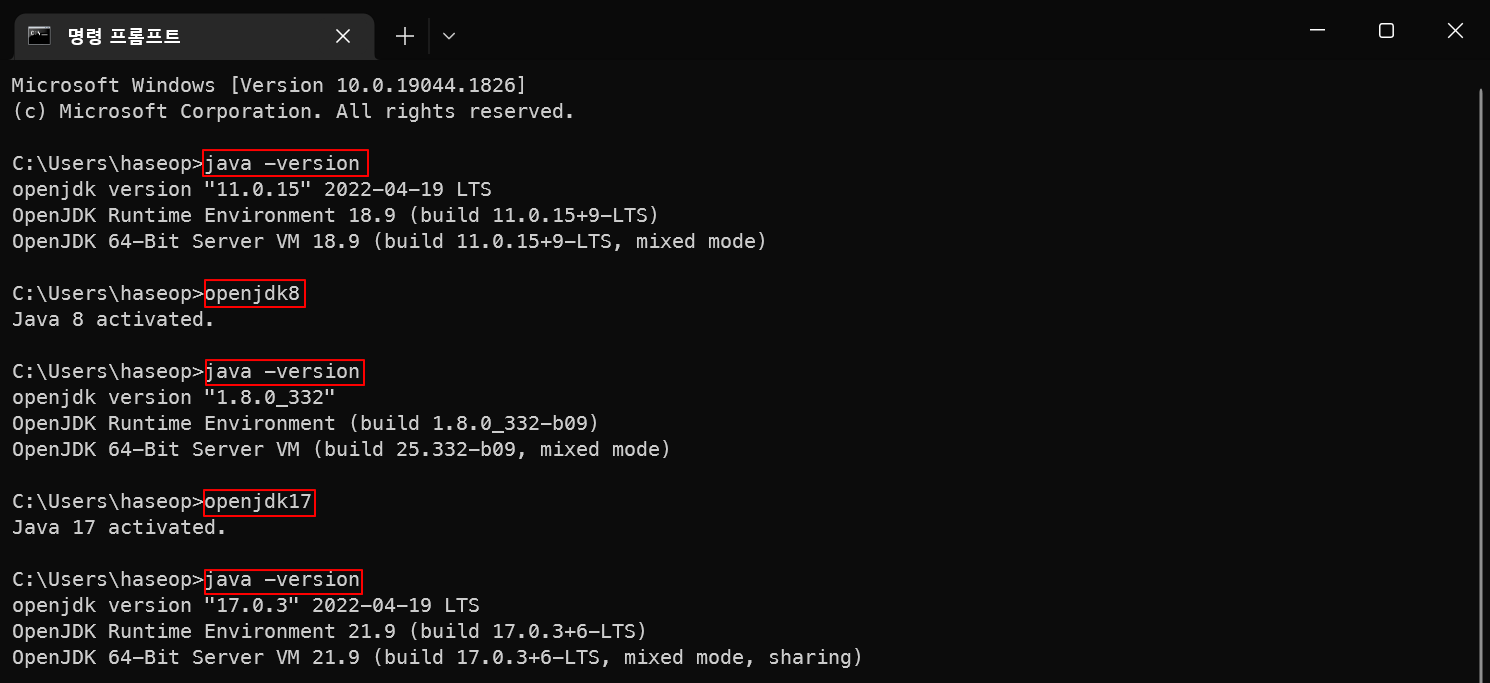 명령 프롬프트
Microsoft Windows [Version 10.0.19044.1826]
(c) Microsoft Corporation. All rights reserved.
C:\Users\haseop>java -version
openjdk version "11.0.15" 2022-04-19 LTS
OpenJDK Runtime Environment 18.9 (build 11.0.15+9-LTS)
OpenJDK 64-Bit Server VM 18.9 (build 11.0.15+9-LTS, mixed mode)
C:\Users\haseop>openjdk8
Java 8 activated.
C:\Users\haseop>java -version
openjdk version "1.8.0_332"
OpenJDK Runtime Environment (build 1.8.0_332-b09)
OpenJDK 64-Bit Server VM (build 25.332-b09, mixed mode)
C:\Users\haseop>openjdk17
Java 17 activated.
C:\Users\haseop>java -version
openjdk version "17.0.3" 2022-04-19 LTS
OpenJDK Runtime Environment 21.9 (build 17.0.3+6-LTS)
OpenJDK 64-Bit Server VM 21.9 (build 17.0.3+6-LTS, mixed mode, sharing)